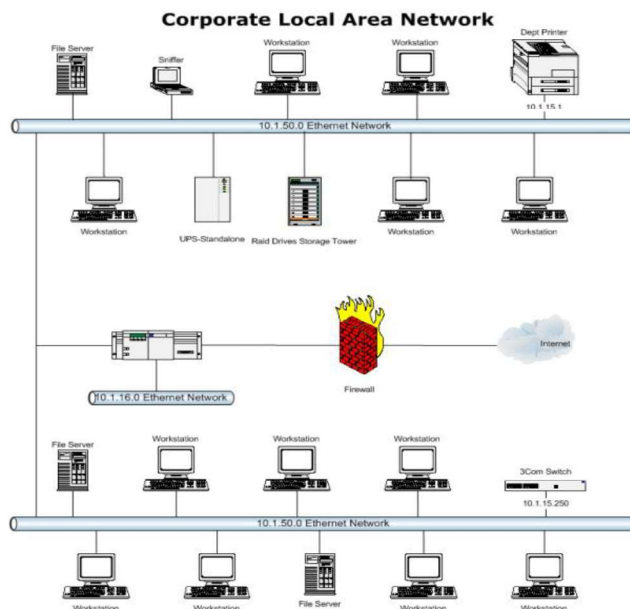 Corporate Local Area Network
File Server
Sniffer
Workstation
Workstation
Dept Printer
10.1.15.1
10.1.50.0 Ethernet Network
Workstation
UPS-Standalone
Raid Drives Storage Tower
Workstation
Workstation
Internet
Firewall
10.1.16.0 Ethernet Network
File Server
Workstation
Workstation
Workstation
3Com Switch
10.1.15.250
10.1.50.0 Ethernet Network
Workstation
Workstation
File Server
Workstation
Workstation